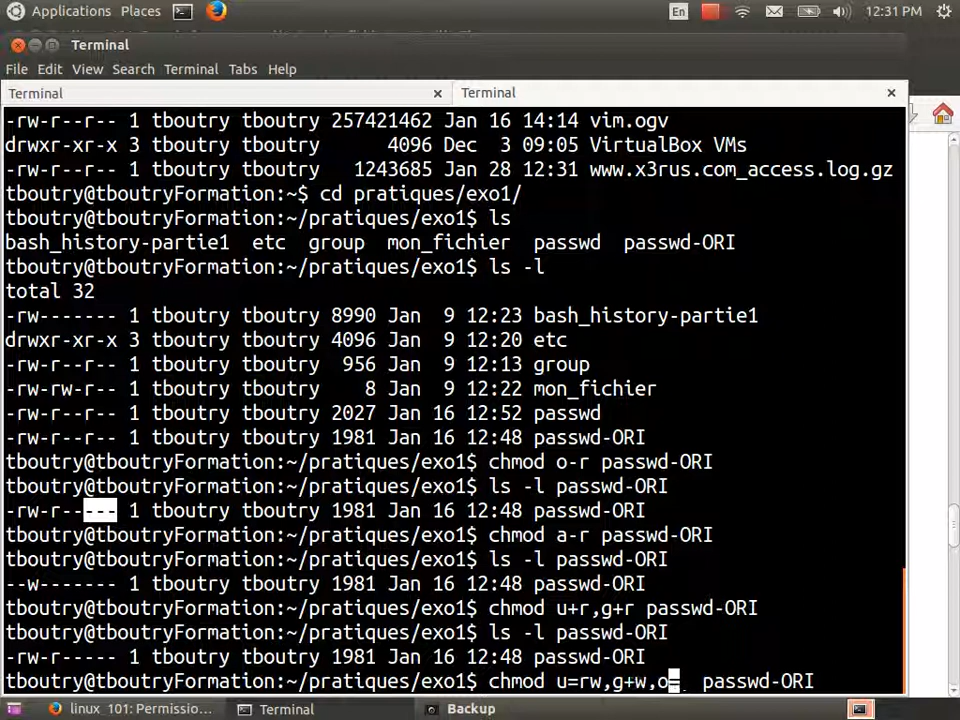 Applications Places En 12:31 PM
Terminal
File Edit View Search Terminal Tabs Help
Terminal × Terminal ×
-rw-r--r-- 1 tboutry tboutry 257421462 Jan 16 14:14 vim.ogv
drwxr-xr-x 3 tboutry tboutry 4096 Dec 3 09:05 VirtualBox VMs
-rw-r--r-- 1 tboutry tboutry 1243685 Jan 28 12:31 www.x3rus.com_access.log.gz
tboutry@tboutryFormation:~$ cd pratiques/exo1/
tboutry@tboutryFormation:~/pratiques/exo1$ ls
bash_history-partie1 etc group mon_fichier passwd passwd-ORI
tboutry@tboutryFormation:~/pratiques/exo1$ ls -l
total 32
-rw------- 1 tboutry tboutry 8990 Jan 9 12:23 bash_history-partie1
drwxr-xr-x 3 tboutry tboutry 4096 Jan 9 12:20 etc
-rw-r--r-- 1 tboutry tboutry 956 Jan 9 12:13 group
-rw-rw-r-- 1 tboutry tboutry 8 Jan 9 12:22 mon_fichier
-rw-r--r-- 1 tboutry tboutry 2027 Jan 16 12:52 passwd
-rw-r--r-- 1 tboutry tboutry 1981 Jan 16 12:48 passwd-ORI
tboutry@tboutryFormation:~/pratiques/exo1$ chmod o-r passwd-ORI
tboutry@tboutryFormation:~/pratiques/exo1$ ls -l passwd-ORI
-rw-r----- 1 tboutry tboutry 1981 Jan 16 12:48 passwd-ORI
tboutry@tboutryFormation:~/pratiques/exo1$ chmod a-r passwd-ORI
tboutry@tboutryFormation:~/pratiques/exo1$ ls -l passwd-ORI
--w------- 1 tboutry tboutry 1981 Jan 16 12:48 passwd-ORI
tboutry@tboutryFormation:~/pratiques/exo1$ chmod u+r,g+r passwd-ORI
tboutry@tboutryFormation:~/pratiques/exo1$ ls -l passwd-ORI
-rw-r----- 1 tboutry tboutry 1981 Jan 16 12:48 passwd-ORI
tboutry@tboutryFormation:~/pratiques/exo1$ chmod u=rw,g+w,o= passwd-ORI
linux_101: Permissio... Terminal Backup